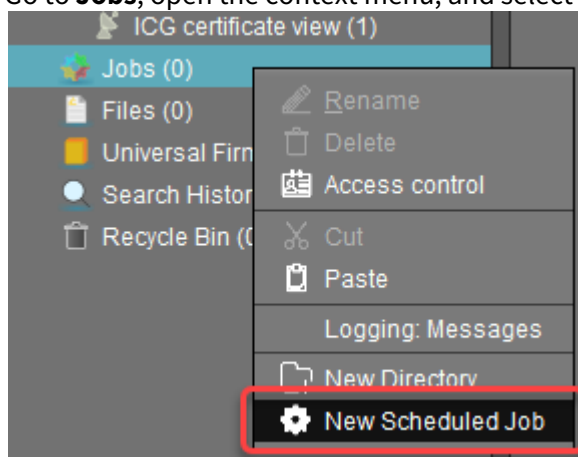 Go to Jobs, open the context menu, and select
ICG certificate view (1)
Jobs (0)
Files (0)
Universal Firn
Search Histor
Recycle Bin (0
Rename
Delete
Access control
Cut
Paste
Logging: Messages
New Directory
New Scheduled Job